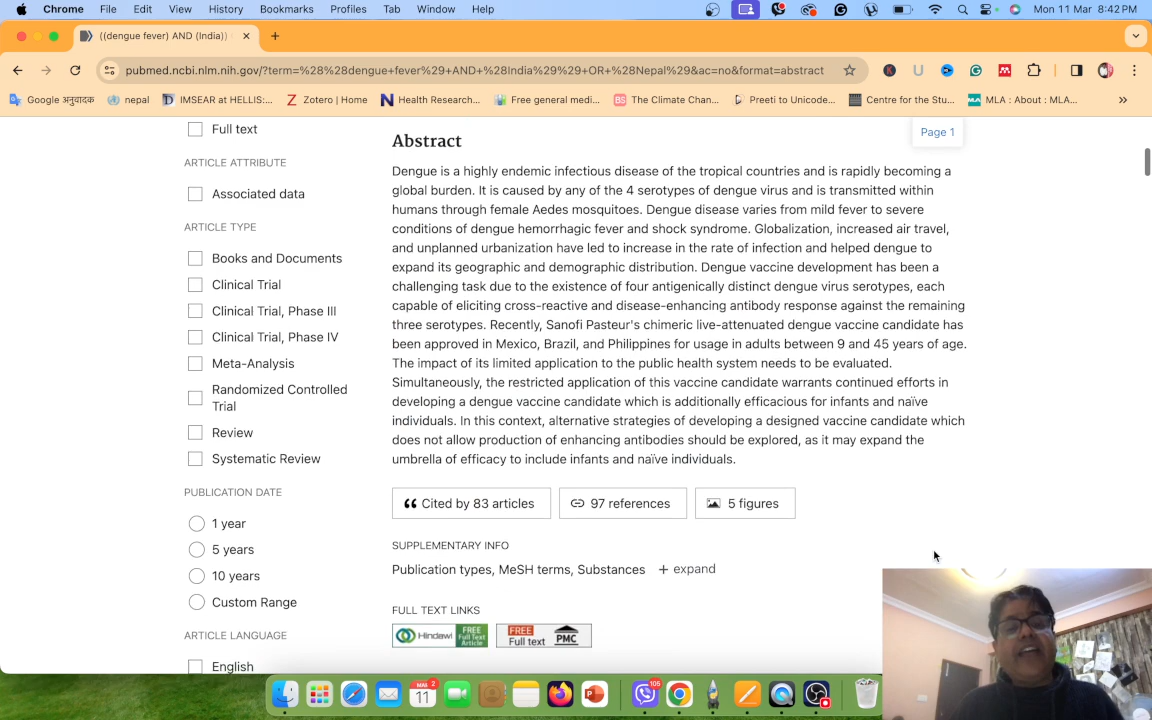 Chrome File Edit View History Bookmarks Profiles Tab Window Help
Mon 11 Mar 8:42 PM
((dengue fever) AND (India))
pubmed.ncbi.nlm.nih.gov/?term=%28%28dengue+fever%29+AND+%28India%29%29+OR+%28Nepal%29&ac=no&format=abstract
Google अनुवादक
nepal
IMSEAR at HELLIS:...
Zotero | Home
Health Research...
Free general medi...
BS The Climate Chan...
Preeti to Unicode...
Centre for the Stu...
MLA : About : MLA...
Full text
ARTICLE ATTRIBUTE
Associated data
ARTICLE TYPE
Books and Documents
Clinical Trial
Clinical Trial, Phase III
Clinical Trial, Phase IV
Meta-Analysis
Randomized Controlled
Trial
Review
Systematic Review
PUBLICATION DATE
1 year
5 years
10 years
Custom Range
ARTICLE LANGUAGE
English
Page 1
Abstract
Dengue is a highly endemic infectious disease of the tropical countries and is rapidly becoming a
global burden. It is caused by any of the 4 serotypes of dengue virus and is transmitted within
humans through female Aedes mosquitoes. Dengue disease varies from mild fever to severe
conditions of dengue hemorrhagic fever and shock syndrome. Globalization, increased air travel,
and unplanned urbanization have led to increase in the rate of infection and helped dengue to
expand its geographic and demographic distribution. Dengue vaccine development has been a
challenging task due to the existence of four antigenically distinct dengue virus serotypes, each
capable of eliciting cross-reactive and disease-enhancing antibody response against the remaining
three serotypes. Recently, Sanofi Pasteur's chimeric live-attenuated dengue vaccine candidate has
been approved in Mexico, Brazil, and Philippines for usage in adults between 9 and 45 years of age.
The impact of its limited application to the public health system needs to be evaluated.
Simultaneously, the restricted application of this vaccine candidate warrants continued efforts in
developing a dengue vaccine candidate which is additionally efficacious for infants and naïve
individuals. In this context, alternative strategies of developing a designed vaccine candidate which
does not allow production of enhancing antibodies should be explored, as it may expand the
umbrella of efficacy to include infants and naïve individuals.
Cited by 83 articles
97 references
5 figures
SUPPLEMENTARY INFO
Publication types, MeSH terms, Substances + expand
FULL TEXT LINKS
Hindawi FREE Full Text Article
FREE Full text PMC
MAR 11 2
105